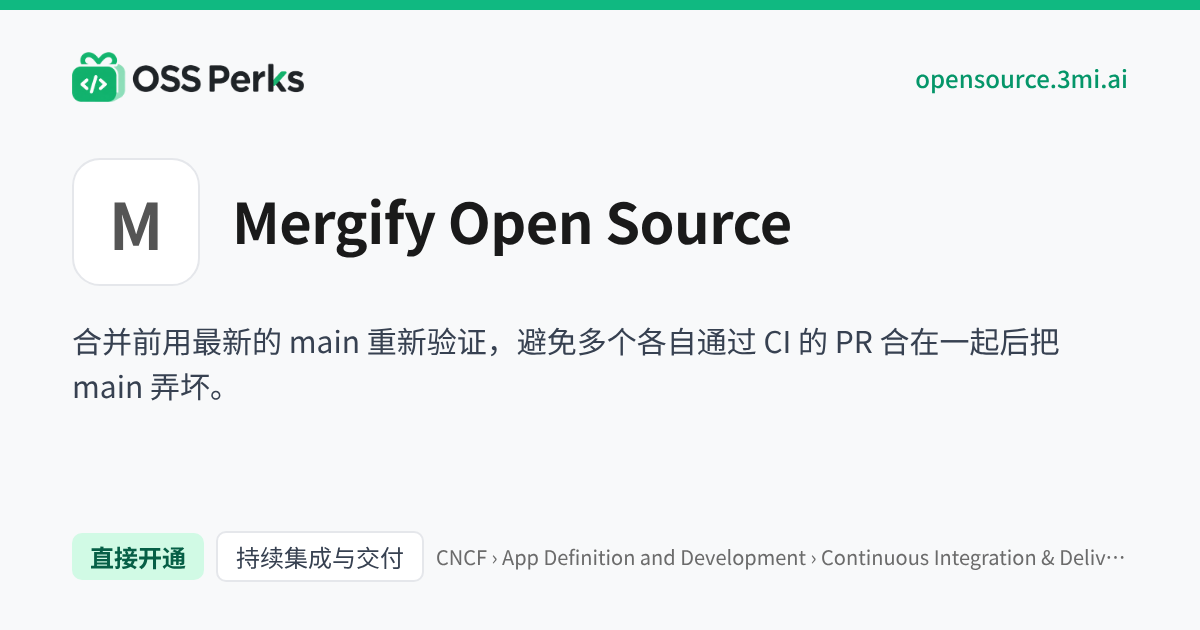 </> OSS Perks
opensource.3mi.ai
M
Mergify Open Source
合并前用最新的 main 重新验证，避免多个各自通过 CI 的 PR 合在一起后把
main 弄坏。
直接开通
持续集成与交付
CNCF › App Definition and Development › Continuous Integration & Deliv···